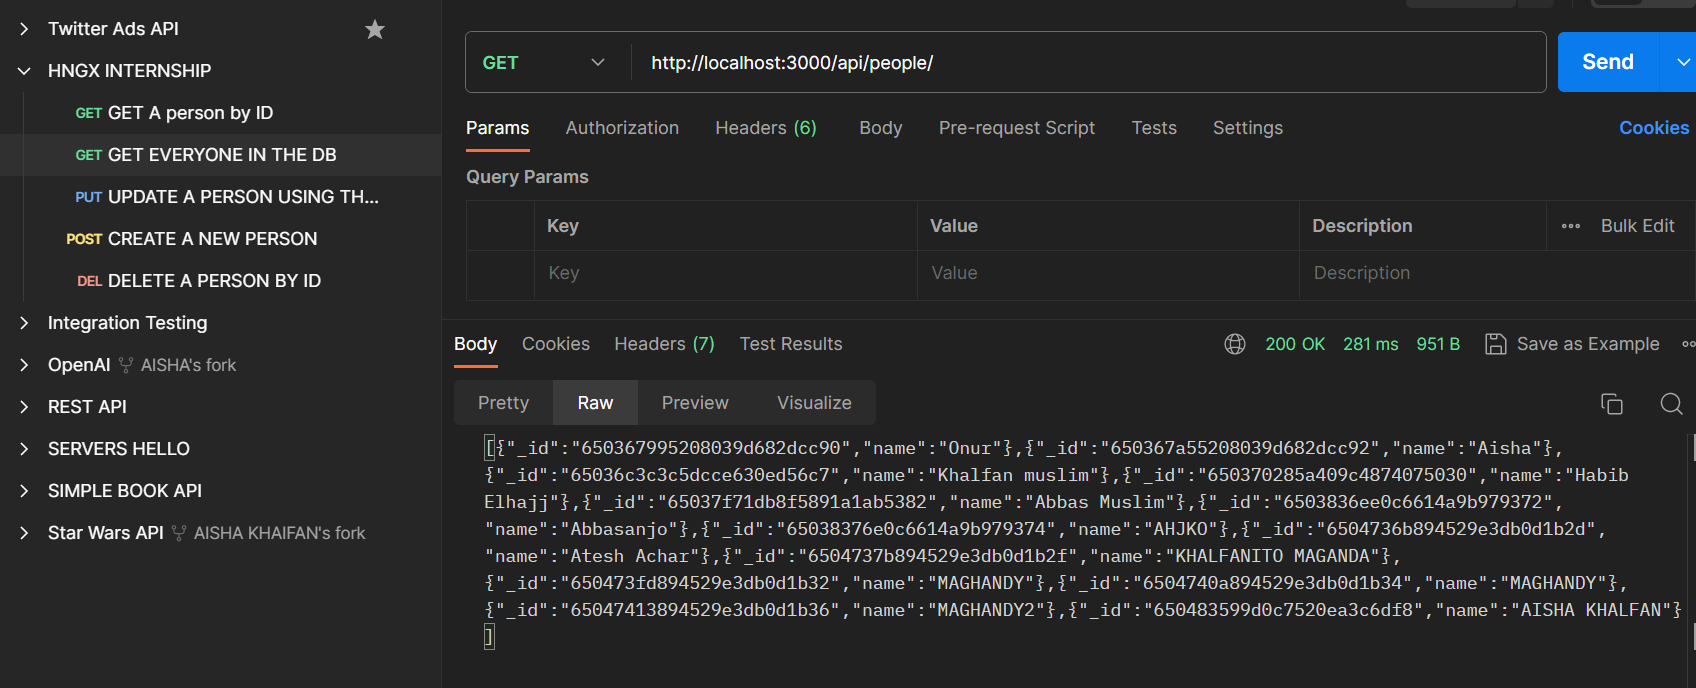 Twitter Ads API
HNGX INTERNSHIP
GET GET A person by ID
GET GET EVERYONE IN THE DB
PUT UPDATE A PERSON USING TH...
POST CREATE A NEW PERSON
DEL DELETE A PERSON BY ID
Integration Testing
OpenAI AISHA's fork
REST API
SERVERS HELLO
SIMPLE BOOK API
Star Wars API AISHA KHAIFAN's fork
GET http://localhost:3000/api/people/ Send
Params Authorization Headers (6) Body Pre-request Script Tests Settings Cookies
Query Params
Key Value Description Bulk Edit
Key Value Description
Body Cookies Headers (7) Test Results 200 OK 281 ms 951 B Save as Example
Pretty Raw Preview Visualize
[{"_id":"650367995208039d682dcc90","name":"Onur"},{"_id":"650367a55208039d682dcc92","name":"Aisha"},
{"_id":"65036c3c3c5dcce630ed56c7","name":"Khalfan muslim"},{"_id":"650370285a409c4874075030","name":"Habib
Elhajj"},{"_id":"65037f71db8f5891a1ab5382","name":"Abbas Muslim"},{"_id":"6503836ee0c6614a9b979372",
"name":"Abbasanjo"},{"_id":"65038376e0c6614a9b979374","name":"AHJKO"},{"_id":"6504736b894529e3db0d1b2d",
"name":"Atesh Achar"},{"_id":"6504737b894529e3db0d1b2f","name":"KHALFANITO MAGANDA"},
{"_id":"650473fd894529e3db0d1b32","name":"MAGHANDY"},{"_id":"6504740a894529e3db0d1b34","name":"MAGHANDY"},
{"_id":"65047413894529e3db0d1b36","name":"MAGHANDY2"},{"_id":"650483599d0c7520ea3c6df8","name":"AISHA KHALFAN"}
]